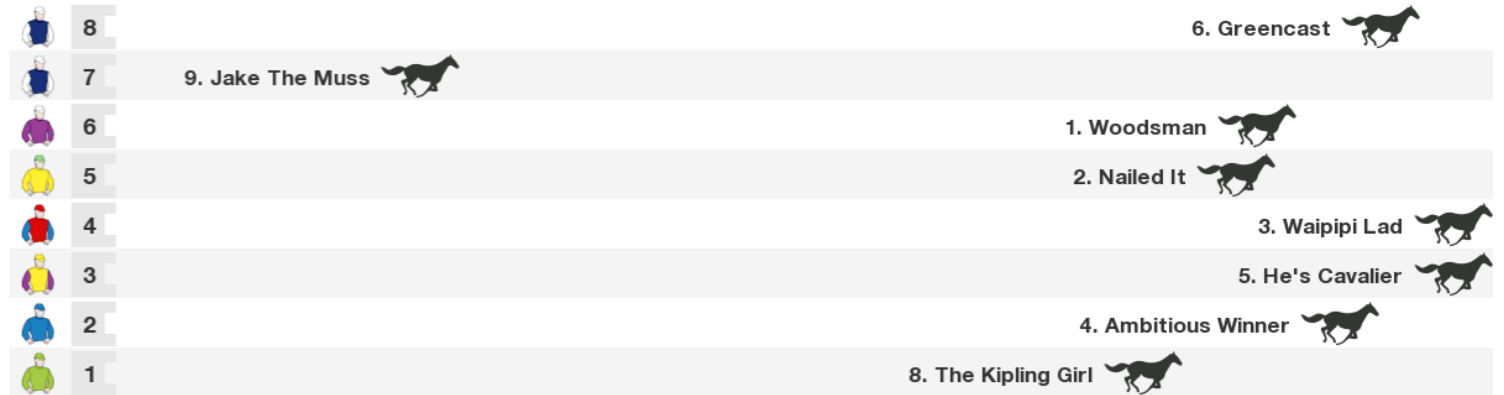 8 6. Greencast
7 9. Jake The Muss
6 1. Woodsman
5 2. Nailed It
4 3. Waipipi Lad
3 5. He's Cavalier
2 4. Ambitious Winner
1 8. The Kipling Girl